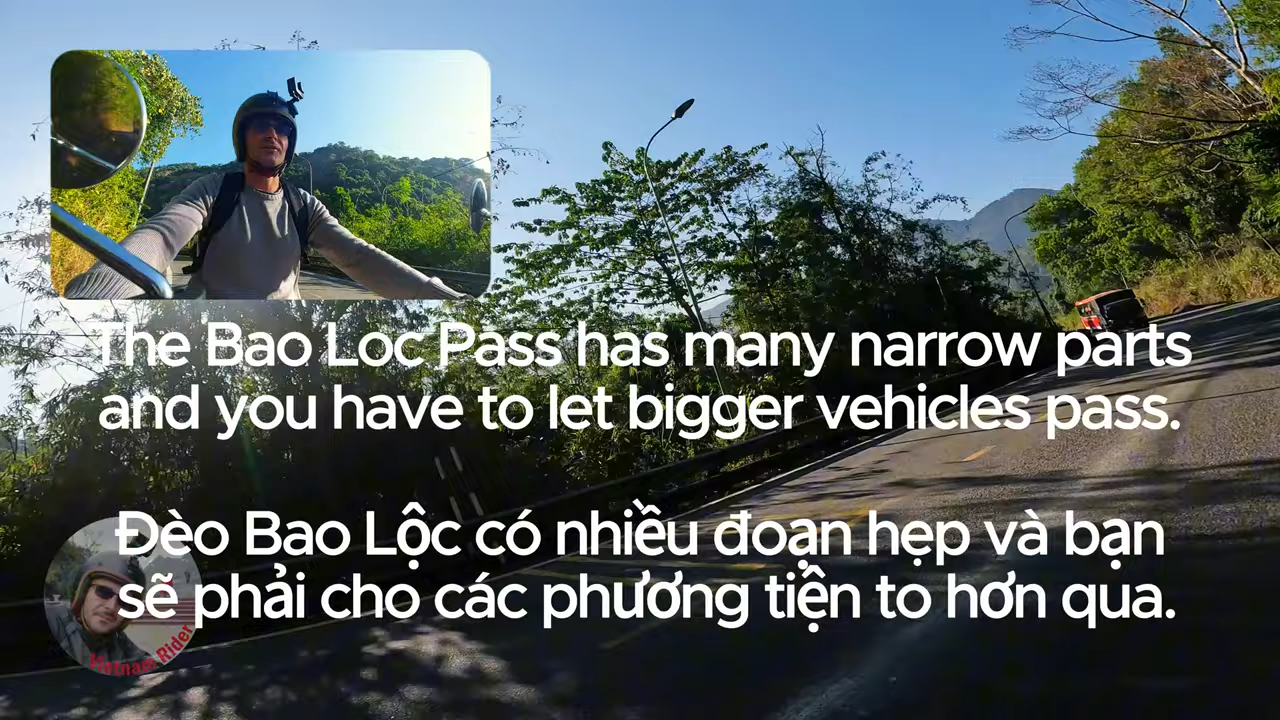 The Bao Loc Pass has many narrow parts
and you have to let bigger vehicles pass.
Đèo Bao Lộc có nhiều đoạn hẹp và bạn
sẽ phải cho các phương tiện to hơn qua.
Vietnam Rider